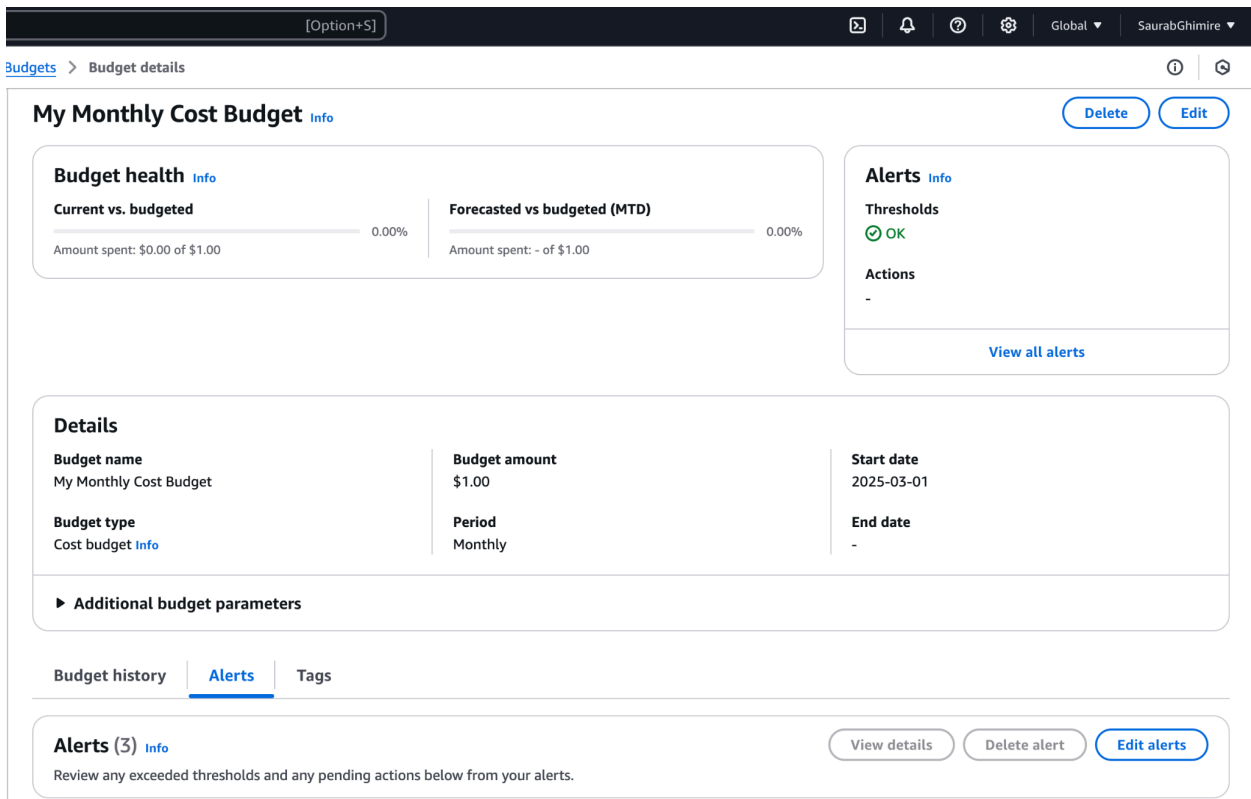 [Option+S]
Global
SaurabGhimire
Budgets > Budget details
My Monthly Cost Budget Info
Delete
Edit
Budget health Info
Current vs. budgeted
0.00%
Amount spent: $0.00 of $1.00
Forecasted vs budgeted (MTD)
0.00%
Amount spent: - of $1.00
Alerts Info
Thresholds
OK
Actions
-
View all alerts
Details
Budget name
My Monthly Cost Budget
Budget type
Cost budget Info
Budget amount
$1.00
Period
Monthly
Start date
2025-03-01
End date
-
Additional budget parameters
Budget history
Alerts
Tags
Alerts (3) Info
View details
Delete alert
Edit alerts
Review any exceeded thresholds and any pending actions below from your alerts.